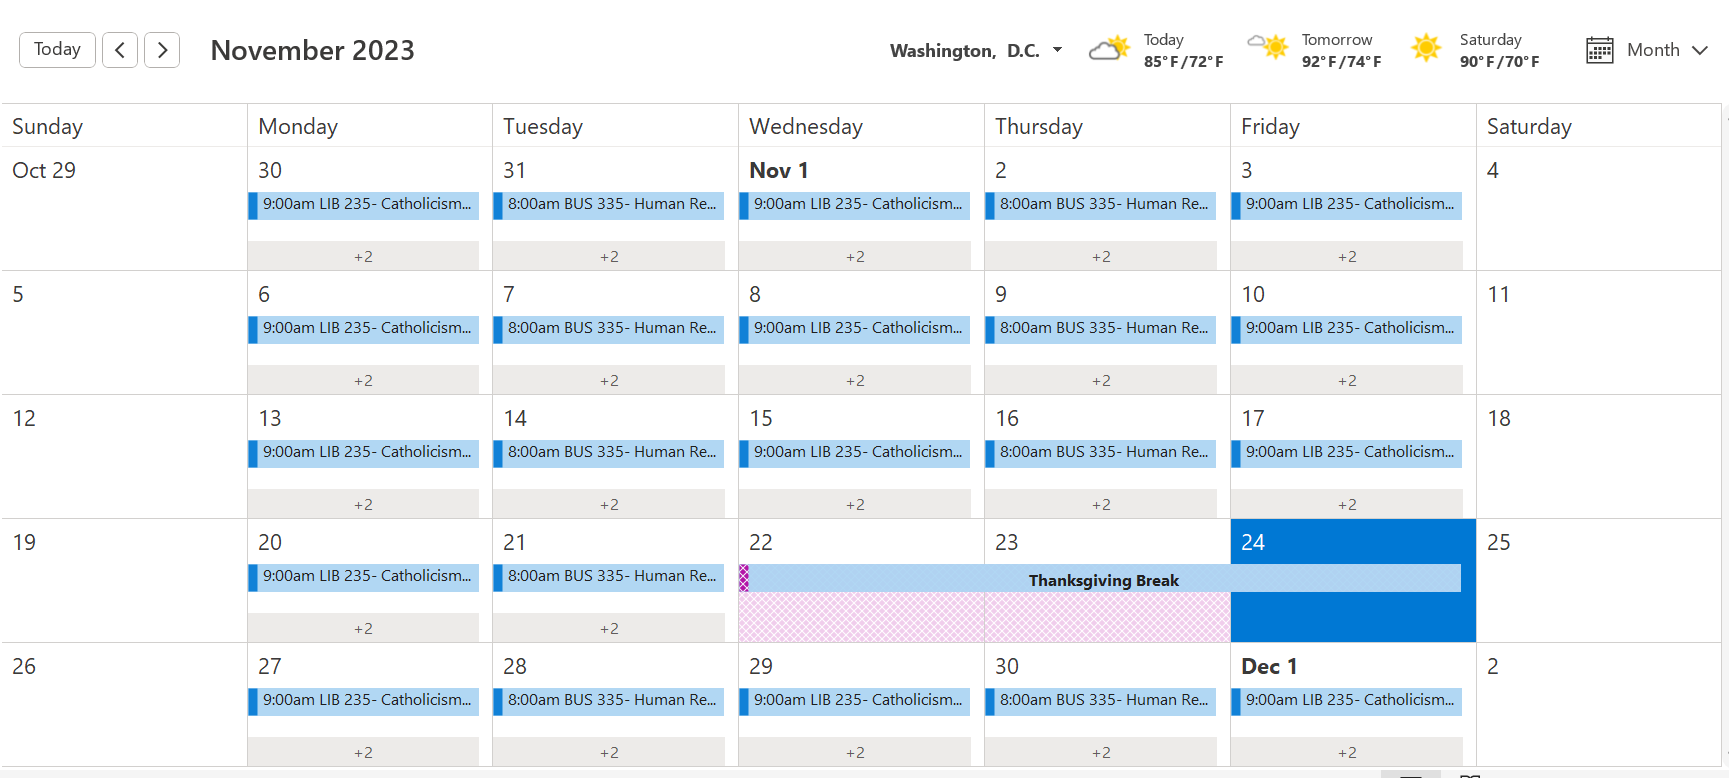 Today November 2023 Washington, D.C. Today Tomorrow Saturday Month
85°F/72°F 92°F/74°F 90°F/70°F
Sunday Monday Tuesday Wednesday Thursday Friday Saturday
Oct 29 30 31 Nov 1 2 3 4
9:00am LIB 235- Catholicism... 8:00am BUS 335- Human Re... 9:00am LIB 235- Catholicism... 8:00am BUS 335- Human Re... 9:00am LIB 235- Catholicism...
+2 +2 +2 +2 +2
5 6 7 8 9 10 11
9:00am LIB 235- Catholicism... 8:00am BUS 335- Human Re... 9:00am LIB 235- Catholicism... 8:00am BUS 335- Human Re... 9:00am LIB 235- Catholicism...
+2 +2 +2 +2 +2
12 13 14 15 16 17 18
9:00am LIB 235- Catholicism... 8:00am BUS 335- Human Re... 9:00am LIB 235- Catholicism... 8:00am BUS 335- Human Re... 9:00am LIB 235- Catholicism...
+2 +2 +2 +2 +2
19 20 21 22 23 24 25
9:00am LIB 235- Catholicism... 8:00am BUS 335- Human Re... Thanksgiving Break
+2 +2
26 27 28 29 30 Dec 1 2
9:00am LIB 235- Catholicism... 8:00am BUS 335- Human Re... 9:00am LIB 235- Catholicism... 8:00am BUS 335- Human Re... 9:00am LIB 235- Catholicism...
+2 +2 +2 +2 +2